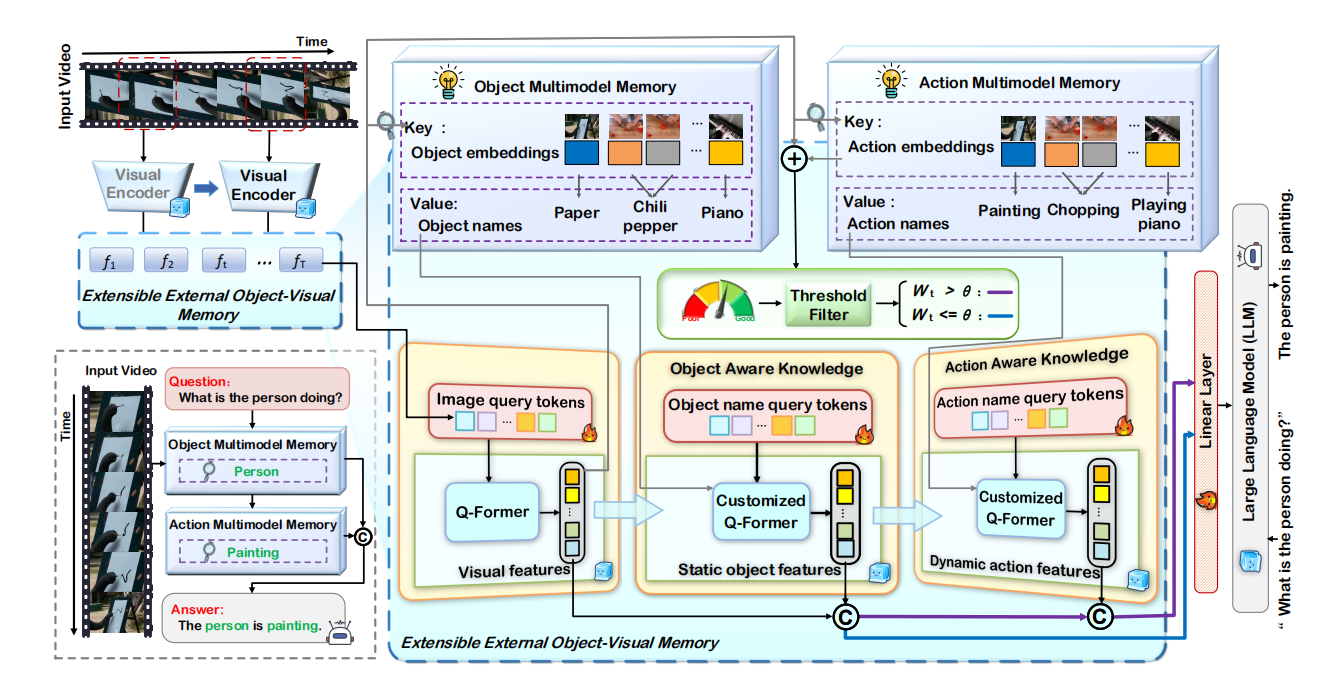 Time
Input Video
Visual
Encoder
Visual
Encoder
f1
f2
ft
...
fT
Extensible External Object-Visual
Memory
Object Multimodel Memory
Key :
Object embeddings
...
...
Value:
Object names
Paper
Chili
pepper
Piano
Action Multimodel Memory
Key :
Action embeddings
...
...
Value :
Action names
Painting
Chopping
Playing
piano
+
Poor
Good
Threshold
Filter
Wt > θ :
Wt <= θ :
Image query tokens
...
Q-Former
Visual features
Object Aware Knowledge
Object name query tokens
...
Customized
Q-Former
Static object features
Action Aware Knowledge
Action name query tokens
...
Customized
Q-Former
Dynamic action features
C
C
Extensible External Object-Visual Memory
Linear Layer
Large Language Model (LLM)
The person is painting.
“ What is the person doing?”
Input Video
Time
Question:
What is the person doing?
Object Multimodel Memory
Person
Action Multimodel Memory
Painting
C
Answer:
The person is painting.